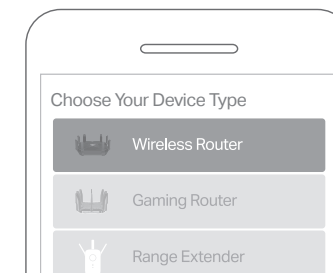 Choose Your Device Type
Wireless Router
Gaming Router
Range Extender